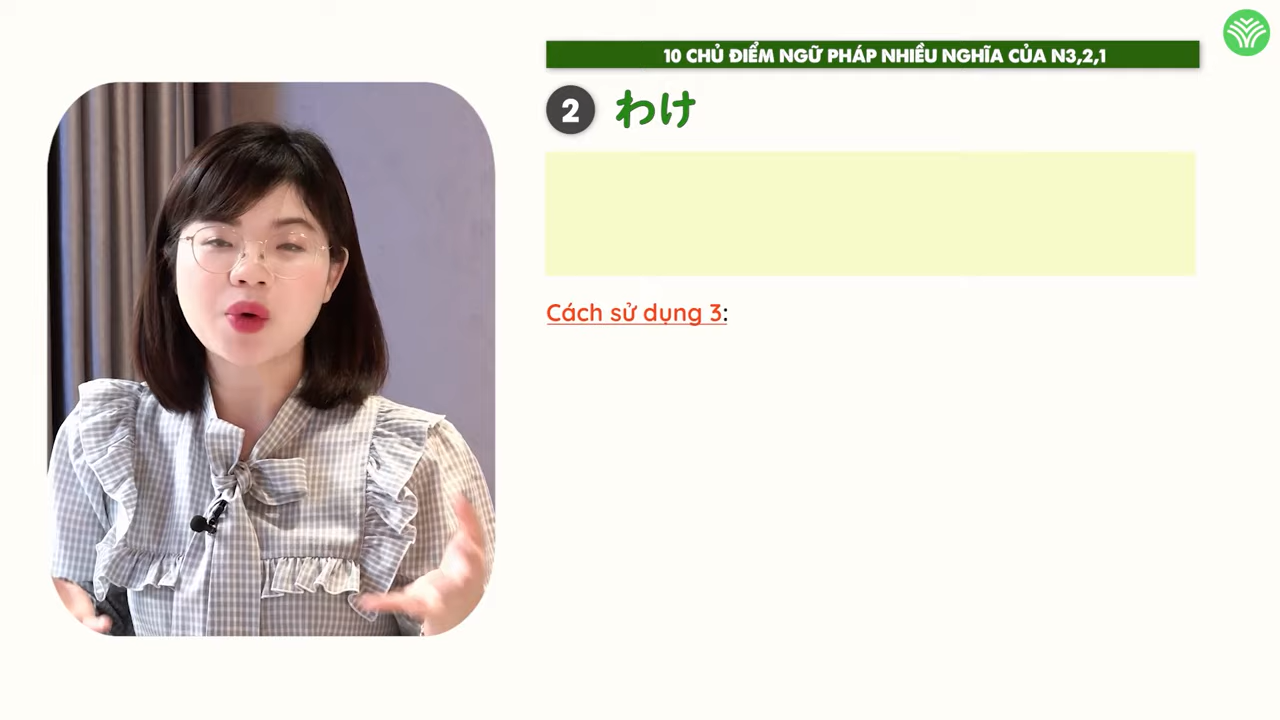 10 CHỦ ĐIỂM NGỮ PHÁP NHIỀU NGHĨA CỦA N3,2,1
2 わけ
Cách sử dụng 3: